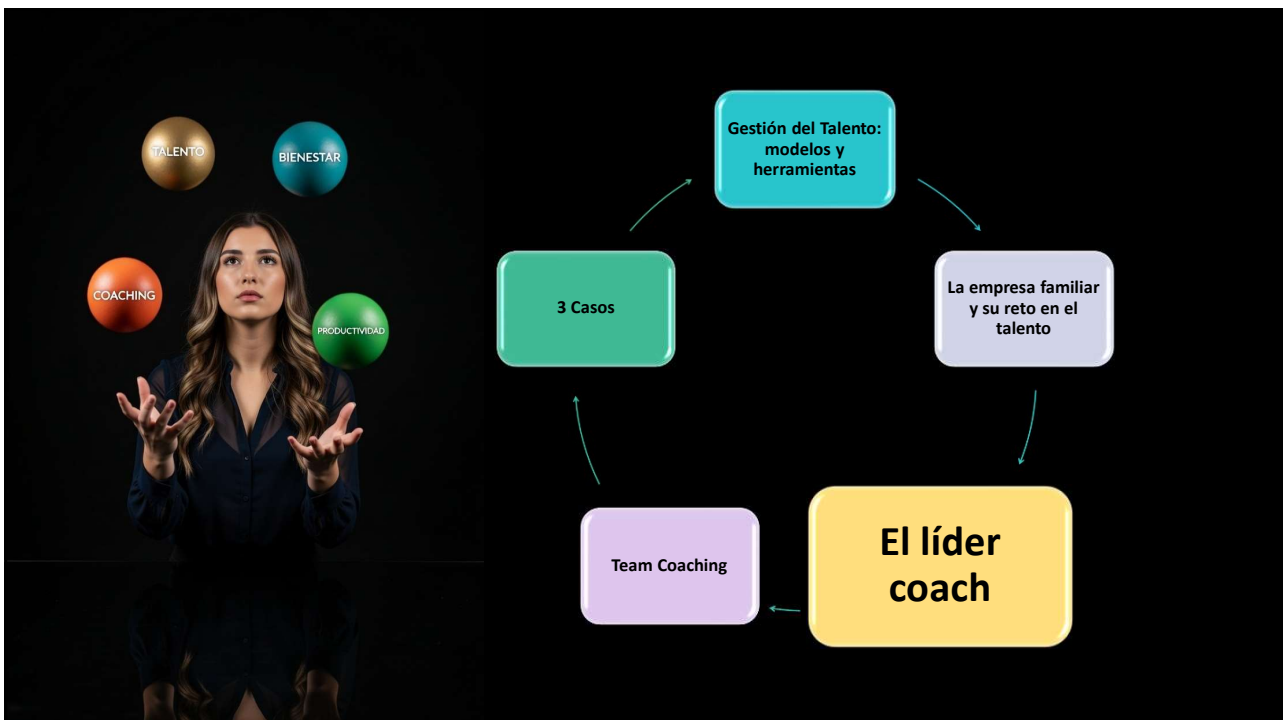 TALENTO
BIENESTAR
COACHING
PRODUCTIVIDAD
Gestión del Talento:
modelos y
herramientas
La empresa familiar
y su reto en el
talento
El líder
coach
Team Coaching
3 Casos